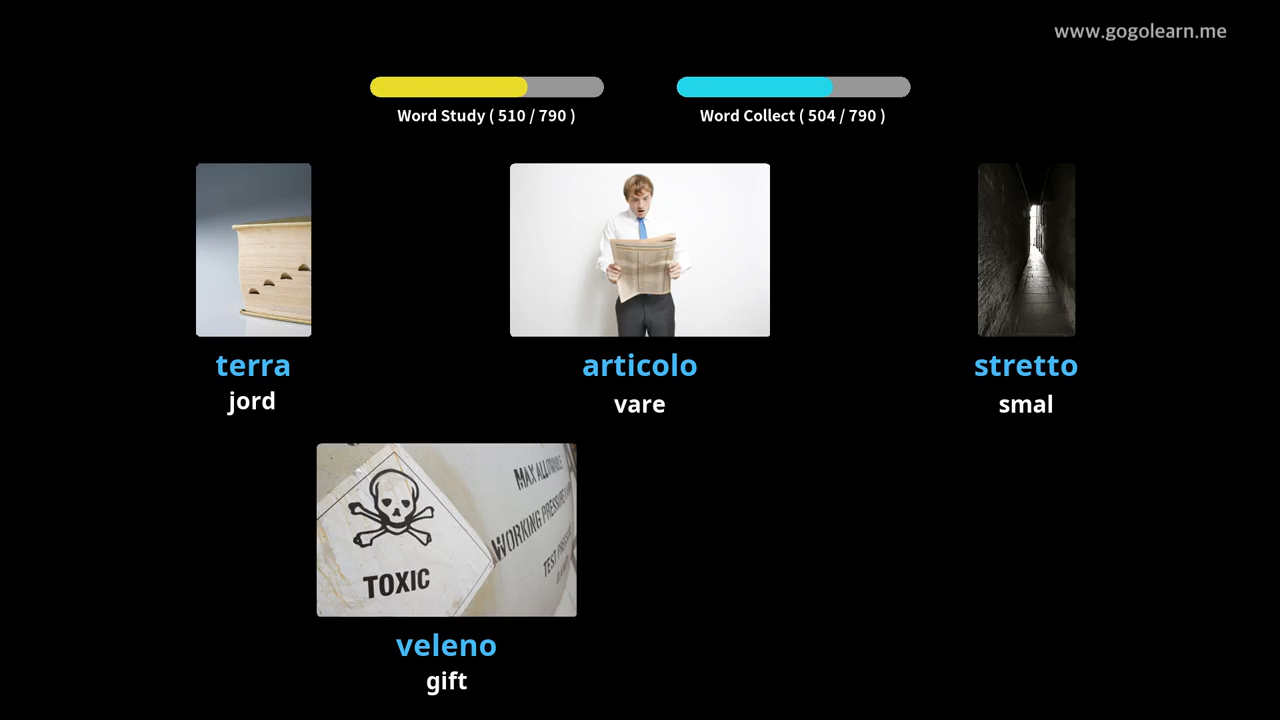 www.gogolearn.me
Word Study ( 510 / 790 )
Word Collect ( 504 / 790 )
terra
jord
articolo
vare
stretto
smal
MAX ALLOWABLE
WORKING PRESSURE
TEST
TOXIC
veleno
gift